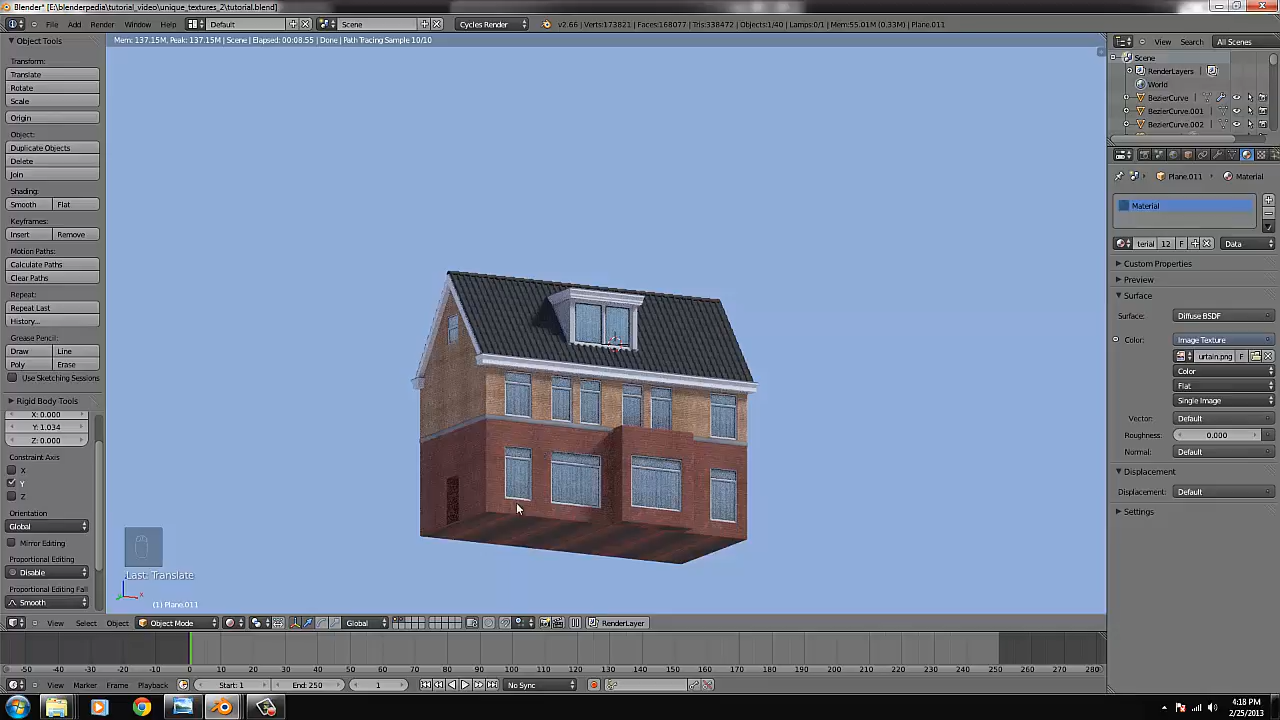 Blender* [E:\blenderpedia\tutorial_video\unique_textures_2\tutorial.blend]
File Add Render Window Help Default Scene Cycles Render v2.66 | Verts:173821 | Faces:168077 | Tris:338472 | Objects:1/40 | Lamps:0/1 | Mem:55.01M (0.33M) | Plane.011
Mem: 137.15M, Peak: 137.15M | Scene | Elapsed: 00:08.55 | Done | Path Tracing Sample 10/10
Object Tools
Transform:
Translate
Rotate
Scale
Origin
Object:
Duplicate Objects
Delete
Join
Shading:
Smooth Flat
Keyframes:
Insert Remove
Motion Paths:
Calculate Paths
Clear Paths
Repeat:
Repeat Last
History...
Grease Pencil:
Draw Line
Poly Erase
Use Sketching Sessions
Rigid Body Tools
X: 0.000
Y: 1.034
Z: 0.000
Constraint Axis
X
Y
Z
Orientation
Global
Mirror Editing
Proportional Editing
Disable
Proportional Editing Fall
Smooth
Last: Translate
(1) Plane.011
View Select Object Object Mode Global RenderLayer
-50 -40 -30 -20 -10 0 10 20 30 40 50 60 70 80 90 100 110 120 130 140 150 160 170 180 190 200 210 220 230 240 250 260 270 280
View Marker Frame Playback Start: 1 End: 250 1 No Sync
View Search All Scenes
Scene
RenderLayers
World
BezierCurve
BezierCurve.001
BezierCurve.002
Plane.011 Material
Material
terial 12 F Data
Custom Properties
Preview
Surface
Surface: Diffuse BSDF
Color: Image Texture
urtain.png F
Color
Flat
Single Image
Vector: Default
Roughness: 0.000
Normal: Default
Displacement
Displacement: Default
Settings
4:18 PM
2/25/2013